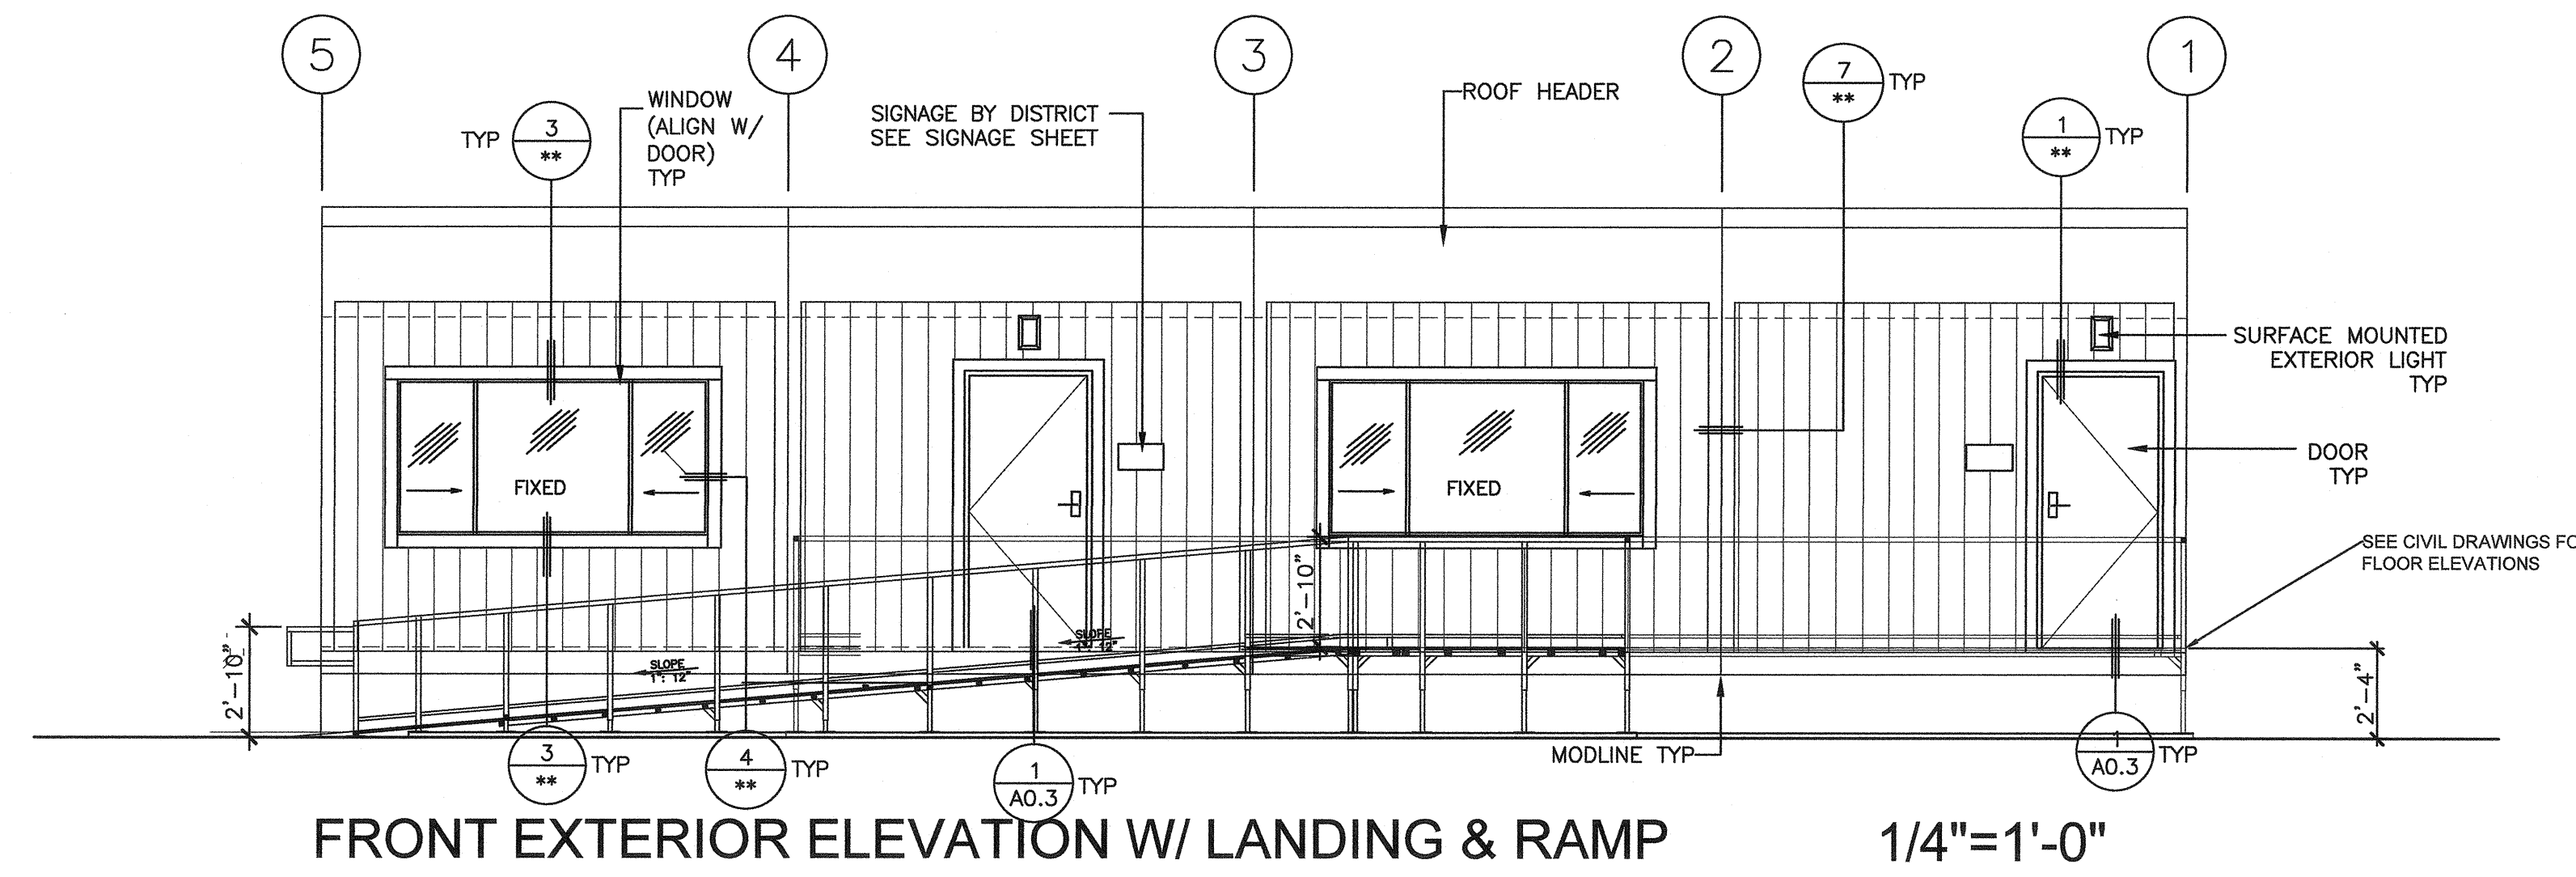 5
4
3
2
1
TYP
3
**
WINDOW
(ALIGN W/
DOOR)
TYP
SIGNAGE BY DISTRICT
SEE SIGNAGE SHEET
ROOF HEADER
7
**
TYP
1
**
TYP
SURFACE MOUNTED
EXTERIOR LIGHT
TYP
FIXED
FIXED
DOOR
TYP
SEE CIVIL DRAWINGS FO
FLOOR ELEVATIONS
2'-10"
SLOPE
1": 12"
SLOPE
1": 12"
2'-10"
2'-4"
3
**
TYP
4
**
TYP
1
A0.3
TYP
MODLINE TYP
1
A0.3
TYP
FRONT EXTERIOR ELEVATION W/ LANDING & RAMP
1/4"=1'-0"